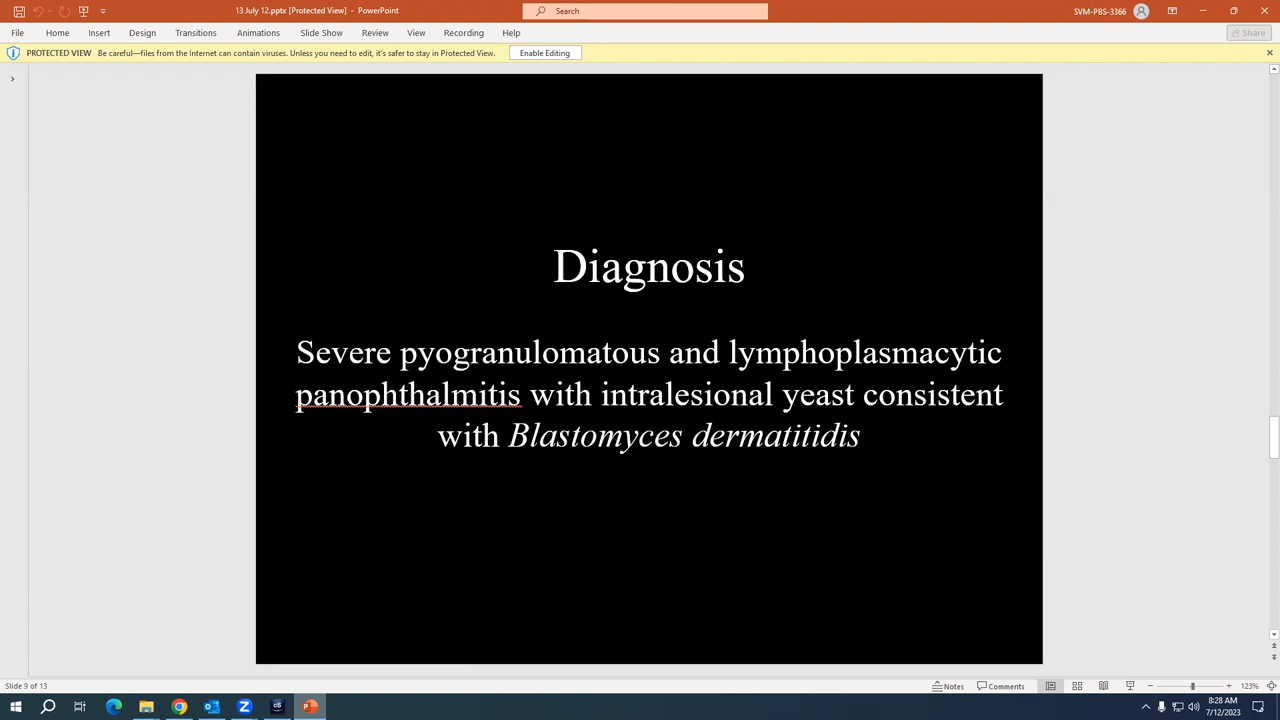 13 July 12.pptx [Protected View] - PowerPoint
Search
SVM-PBS-3366
File Home Insert Design Transitions Animations Slide Show Review View Recording Help
Share
PROTECTED VIEW Be careful—files from the Internet can contain viruses. Unless you need to edit, it's safer to stay in Protected View.
Enable Editing
Diagnosis
Severe pyogranulomatous and lymphoplasmacytic
panophthalmitis with intralesional yeast consistent
with Blastomyces dermatitidis
Slide 9 of 13
Notes
Comments
123%
8:28 AM
7/12/2023